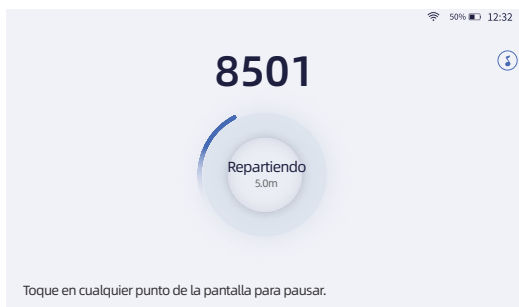 50% 12:32
8501
Repartiendo
5.0m
Toque en cualquier punto de la pantalla para pausar.